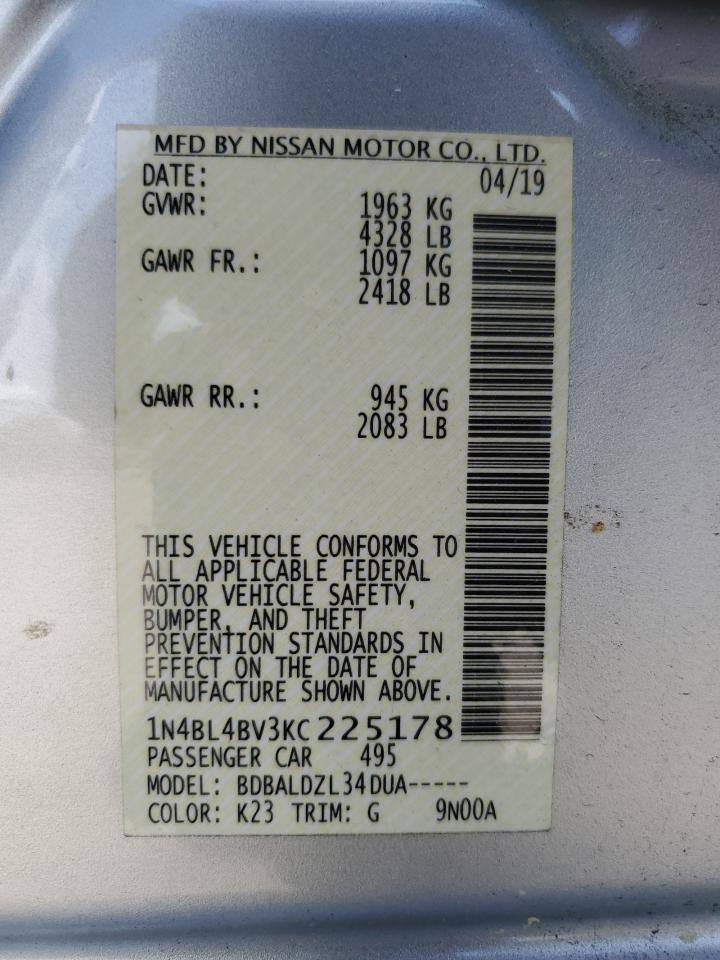 MFD BY NISSAN MOTOR CO., LTD.
DATE: 04/19
GVWR: 1963 KG
4328 LB
GAWR FR.: 1097 KG
2418 LB
GAWR RR.: 945 KG
2083 LB
THIS VEHICLE CONFORMS TO
ALL APPLICABLE FEDERAL
MOTOR VEHICLE SAFETY,
BUMPER, AND THEFT
PREVENTION STANDARDS IN
EFFECT ON THE DATE OF
MANUFACTURE SHOWN ABOVE.
1N4BL4BV3KC225178
PASSENGER CAR 495
MODEL: BDBALDZL34DUA-----
COLOR: K23 TRIM: G 9N00A